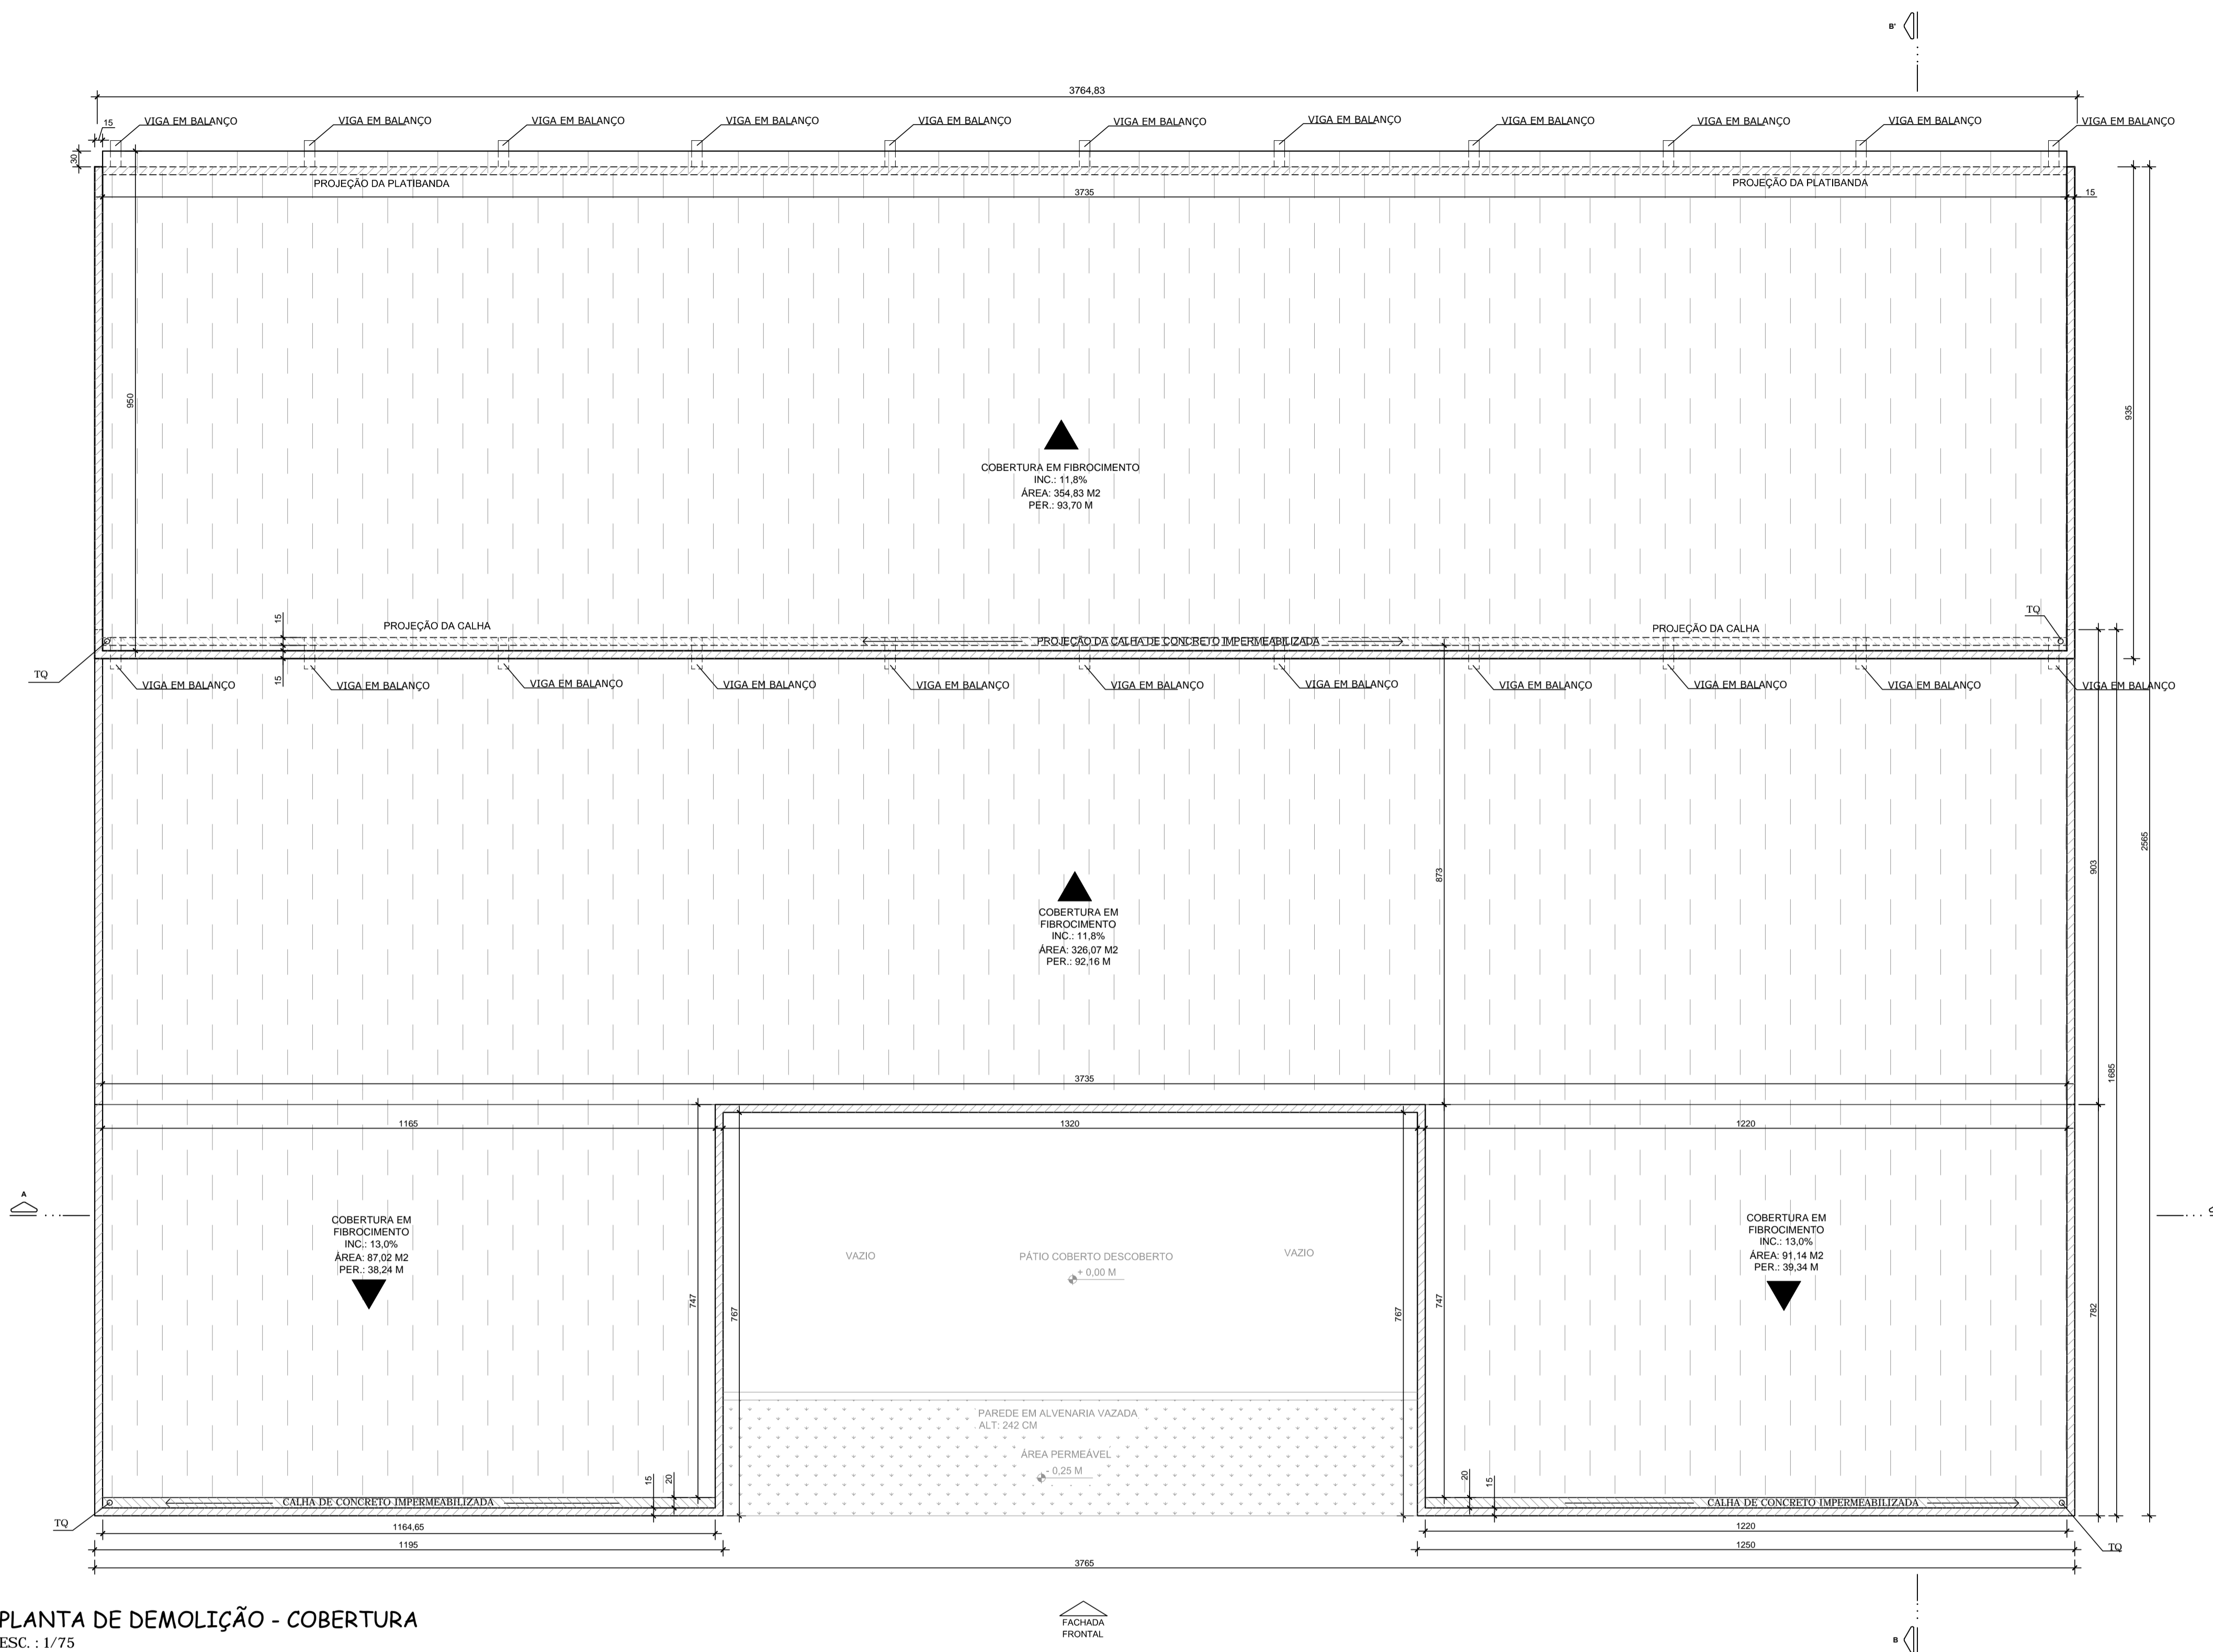 B'
3764,83
15
VIGA EM BALANÇO
VIGA EM BALANÇO
VIGA EM BALANÇO
VIGA EM BALANÇO
VIGA EM BALANÇO
VIGA EM BALANÇO
VIGA EM BALANÇO
VIGA EM BALANÇO
VIGA EM BALANÇO
VIGA EM BALANÇO
VIGA EM BALANÇO
30
PROJEÇÃO DA PLATIBANDA
PROJEÇÃO DA PLATIBANDA
3735
15
950
935
COBERTURA EM FIBROCIMENTO
INC.: 11,8%
ÁREA: 354,83 M2
PER.: 93,70 M
TQ
15
PROJEÇÃO DA CALHA
PROJEÇÃO DA CALHA
PROJEÇÃO DA CALHA DE CONCRETO IMPERMEABILIZADA
TQ
15
VIGA EM BALANÇO
VIGA EM BALANÇO
VIGA EM BALANÇO
VIGA EM BALANÇO
VIGA EM BALANÇO
VIGA EM BALANÇO
VIGA EM BALANÇO
VIGA EM BALANÇO
VIGA EM BALANÇO
VIGA EM BALANÇO
VIGA EM BALANÇO
2565
873
903
COBERTURA EM
FIBROCIMENTO
INC.: 11,8%
ÁREA: 326,07 M2
PER.: 92,16 M
1685
3735
1165
1320
1220
A
COBERTURA EM
FIBROCIMENTO
INC.: 13,0%
ÁREA: 87,02 M2
PER.: 38,24 M
COBERTURA EM
FIBROCIMENTO
INC.: 13,0%
ÁREA: 91,14 M2
PER.: 39,34 M
VAZIO
PÁTIO COBERTO DESCOBERTO
+ 0,00 M
VAZIO
747
767
767
747
782
PAREDE EM ALVENARIA VAZADA
ALT: 242 CM
ÁREA PERMEÁVEL
- 0,25 M
15
20
20
15
CALHA DE CONCRETO IMPERMEABILIZADA
CALHA DE CONCRETO IMPERMEABILIZADA
TQ
1164,65
1220
1195
1250
TQ
3765
PLANTA DE DEMOLIÇÃO - COBERTURA
ESC. : 1/75
FACHADA
FRONTAL
B